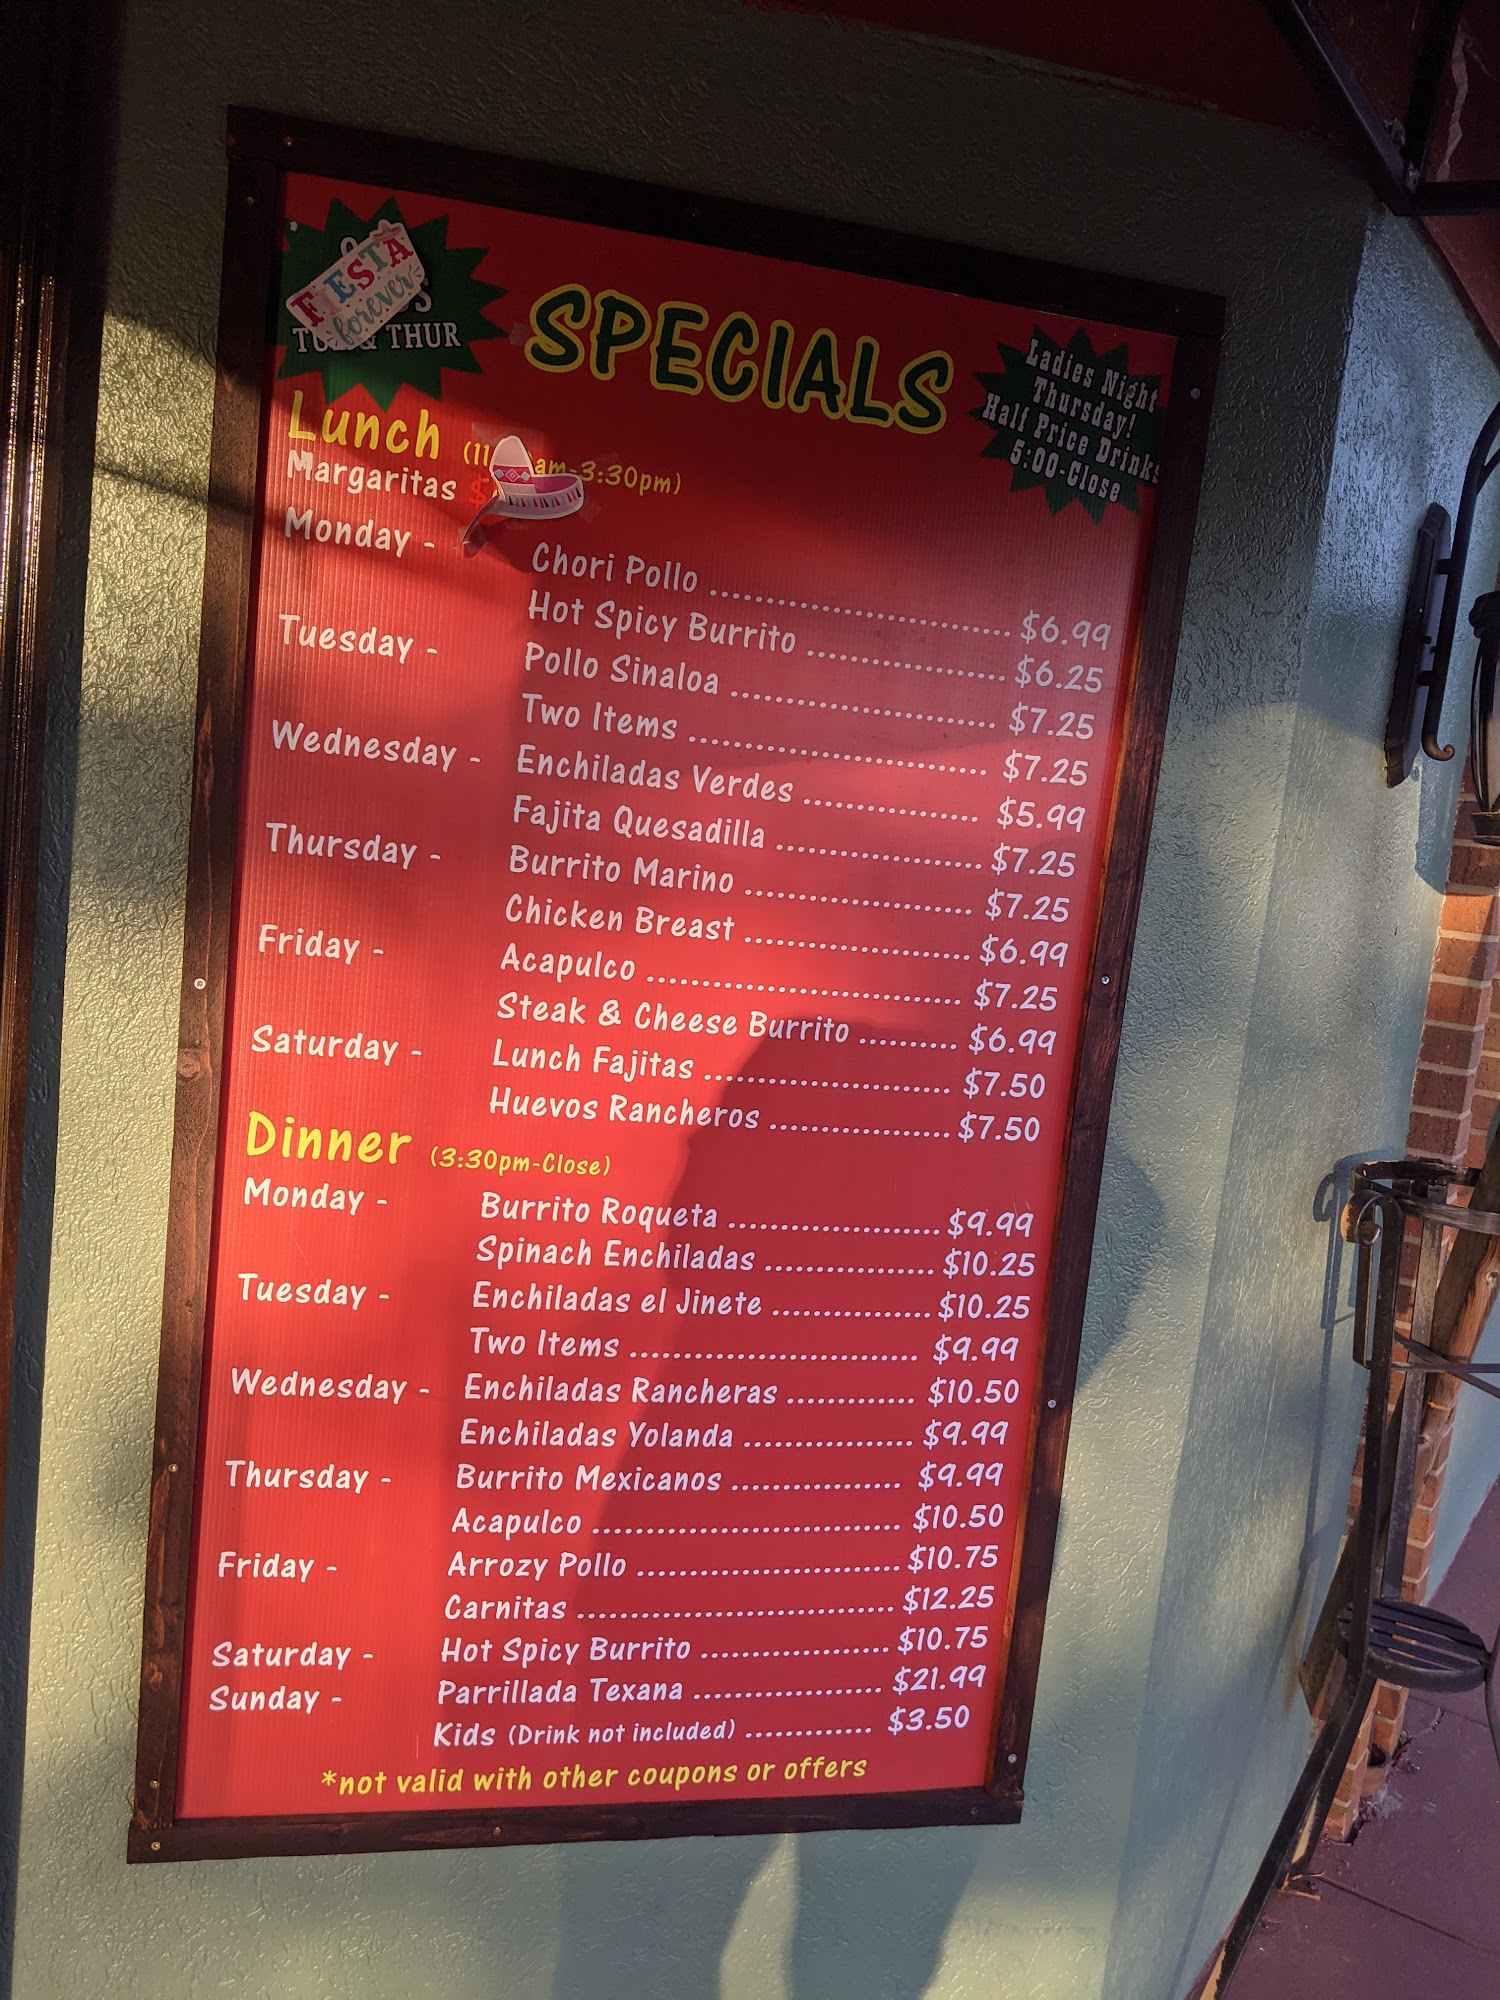 FIESTA
forever
& THUR
SPECIALS
Ladies Night
Thursday!
Half Price Drinks
5:00-Close
Lunch am-3:30pm)
Margaritas
Monday - Chori Pollo ........ $6.99
Hot Spicy Burrito ........ $6.25
Tuesday - Pollo Sinaloa ........ $7.25
Two Items ........ $7.25
Wednesday - Enchiladas Verdes ........ $5.99
Fajita Quesadilla ........ $7.25
Thursday - Burrito Marino ........ $7.25
Chicken Breast ........ $6.99
Friday - Acapulco ........ $7.25
Steak & Cheese Burrito ........ $6.99
Saturday - Lunch Fajitas ........ $7.50
Huevos Rancheros ........ $7.50
Dinner (3:30pm-Close)
Monday - Burrito Roqueta ........ $9.99
Spinach Enchiladas ........ $10.25
Tuesday - Enchiladas el Jinete ........ $10.25
Two Items ........ $9.99
Wednesday - Enchiladas Rancheras ........ $10.50
Enchiladas Yolanda ........ $9.99
Thursday - Burrito Mexicanos ........ $9.99
Acapulco ........ $10.50
Friday - Arrozy Pollo ........ $10.75
Carnitas ........ $12.25
Saturday - Hot Spicy Burrito ........ $10.75
Sunday - Parrillada Texana ........ $21.99
Kids (Drink not included) ........ $3.50
*not valid with other coupons or offers